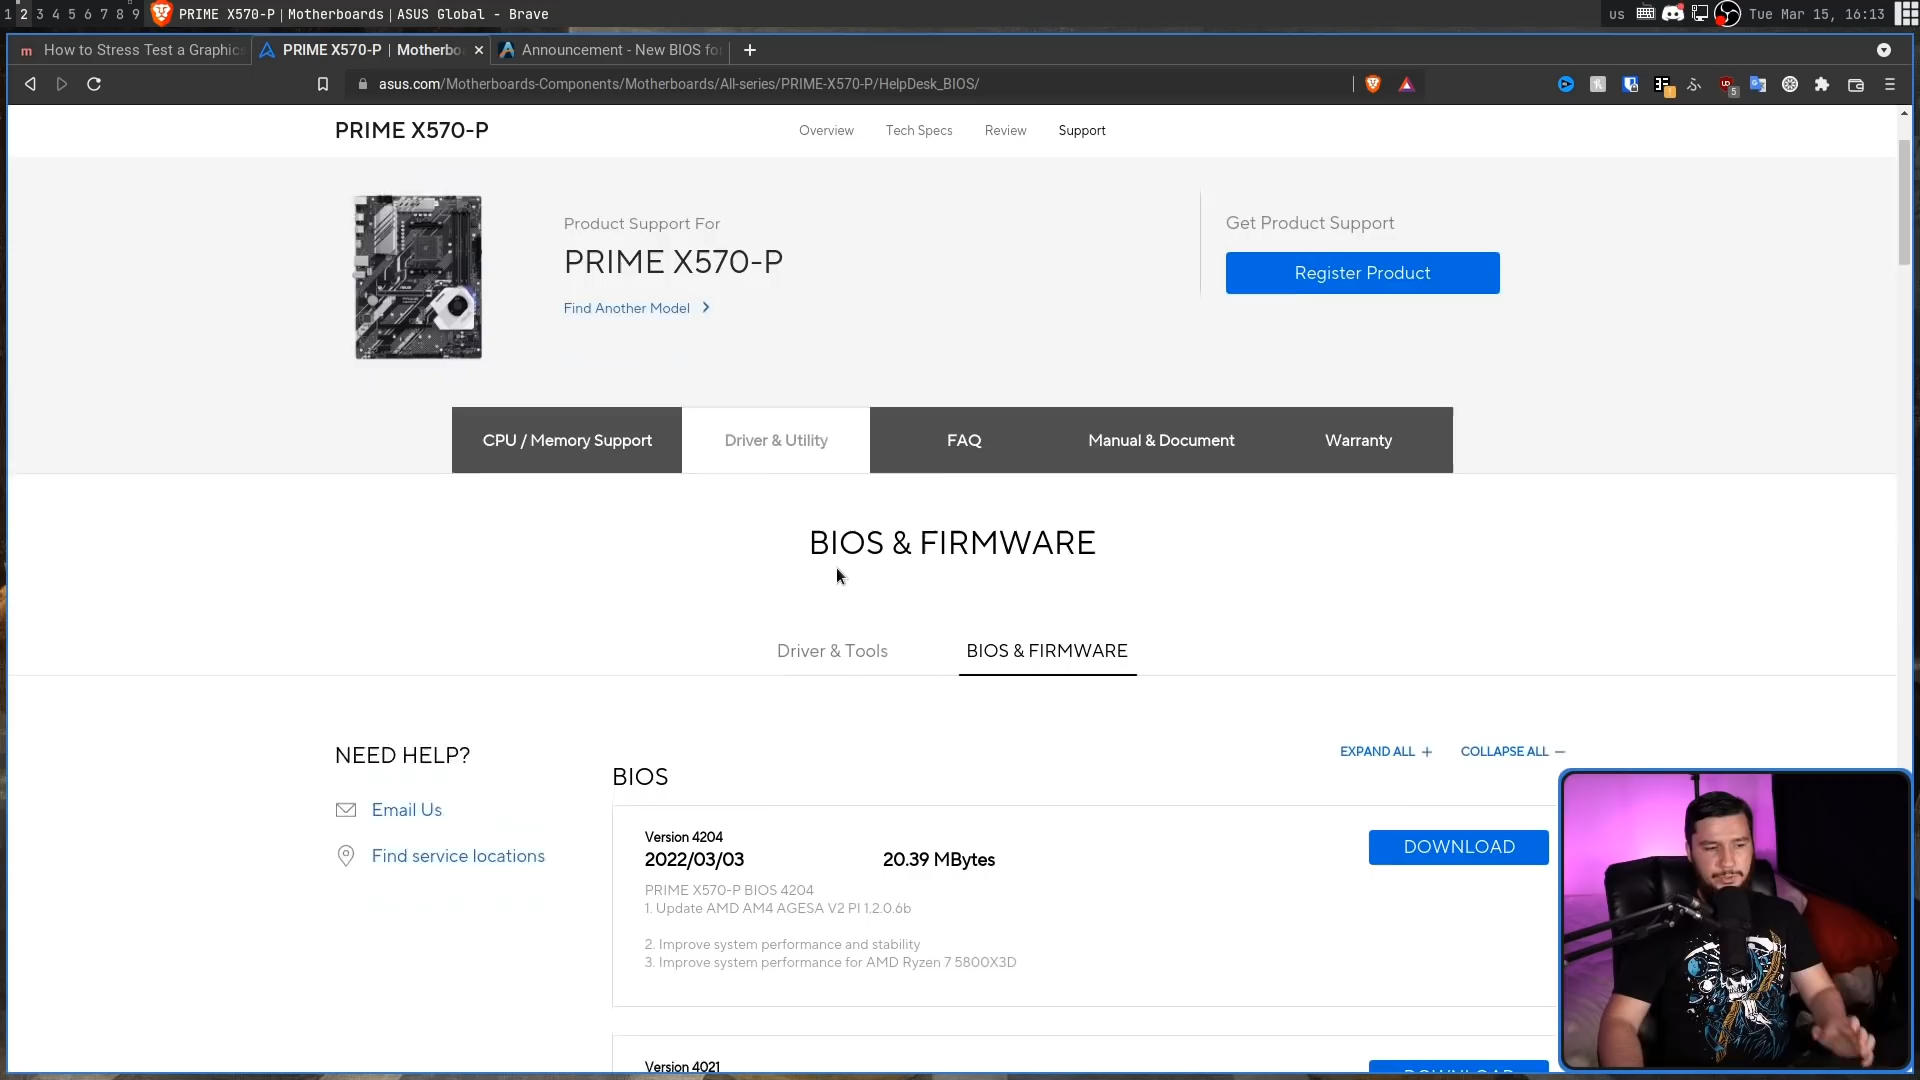 1 2 3 4 5 6 7 8 9 PRIME X570-P | Motherboards | ASUS Global - Brave us Tue Mar 15, 16:13
m How to Stress Test a Graphics PRIME X570-P | Motherbo Announcement - New BIOS for
asus.com/Motherboards-Components/Motherboards/All-series/PRIME-X570-P/HelpDesk_BIOS/
PRIME X570-P Overview Tech Specs Review Support
Product Support For
PRIME X570-P
Find Another Model
Get Product Support
Register Product
CPU / Memory Support Driver & Utility FAQ Manual & Document Warranty
BIOS & FIRMWARE
Driver & Tools BIOS & FIRMWARE
NEED HELP?
Email Us
Find service locations
EXPAND ALL + COLLAPSE ALL −
BIOS
Version 4204
2022/03/03 20.39 MBytes
DOWNLOAD
PRIME X570-P BIOS 4204
1. Update AMD AM4 AGESA V2 PI 1.2.0.6b
2. Improve system performance and stability
3. Improve system performance for AMD Ryzen 7 5800X3D
Version 4021
DOWNLOAD